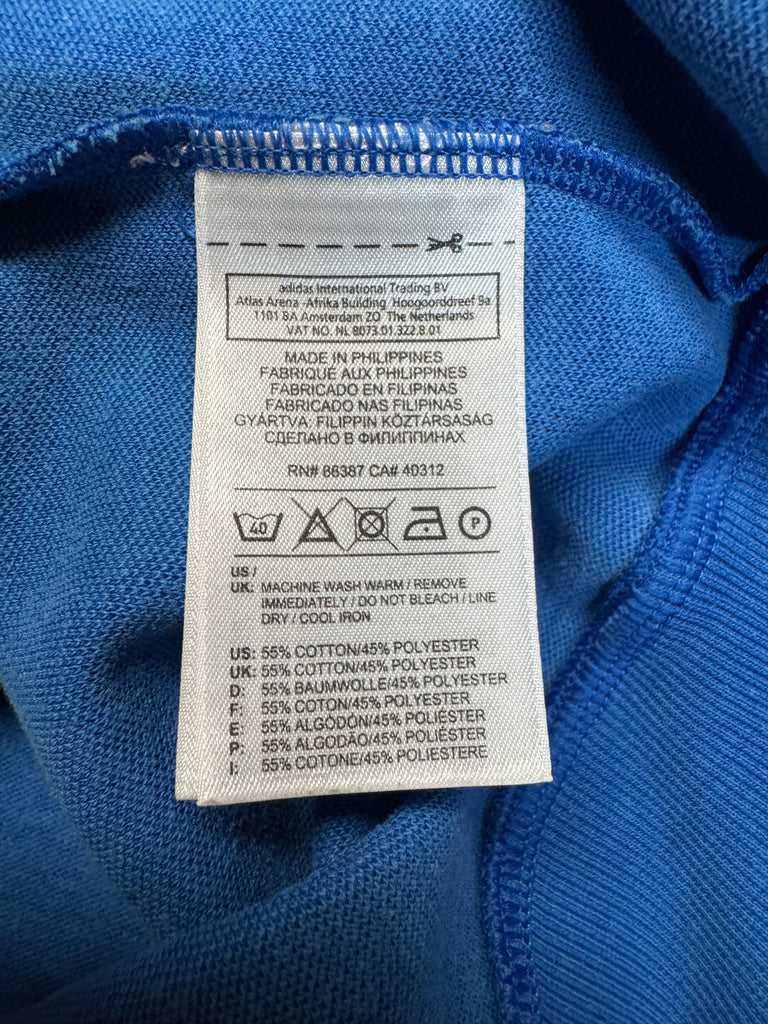 adidas International Trading BV
Atlas Arena -Afrika Building Hoogoorddreef 9a
1101 BA Amsterdam ZO The Netherlands
VAT NO. NL 8073.01.322.B.01
MADE IN PHILIPPINES
FABRIQUÉ AUX PHILIPPINES
FABRICADO EN FILIPINAS
FABRICADO NAS FILIPINAS
GYÁRTVA: FILIPPIN KÖZTÁRSASÁG
СДЕЛАНО В ФИЛИППИНАХ
RN# 88387 CA# 40312
40 P
US /
UK: MACHINE WASH WARM / REMOVE
IMMEDIATELY / DO NOT BLEACH / LINE
DRY / COOL IRON
US: 55% COTTON/45% POLYESTER
UK: 55% COTTON/45% POLYESTER
D: 55% BAUMWOLLE/45% POLYESTER
F: 55% COTON/45% POLYESTER
E: 55% ALGODÓN/45% POLIÉSTER
P: 55% ALGODÃO/45% POLIÉSTER
I: 55% COTONE/45% POLIESTERE